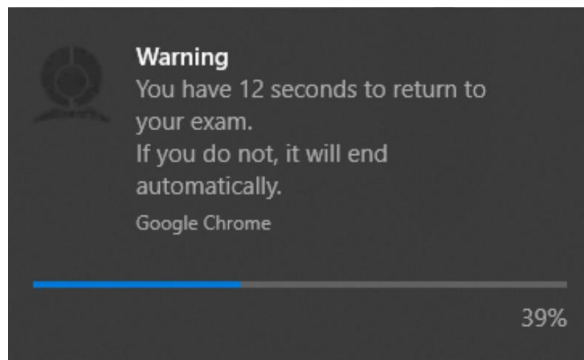 Warning
You have 12 seconds to return to
your exam.
If you do not, it will end
automatically.
Google Chrome
39%